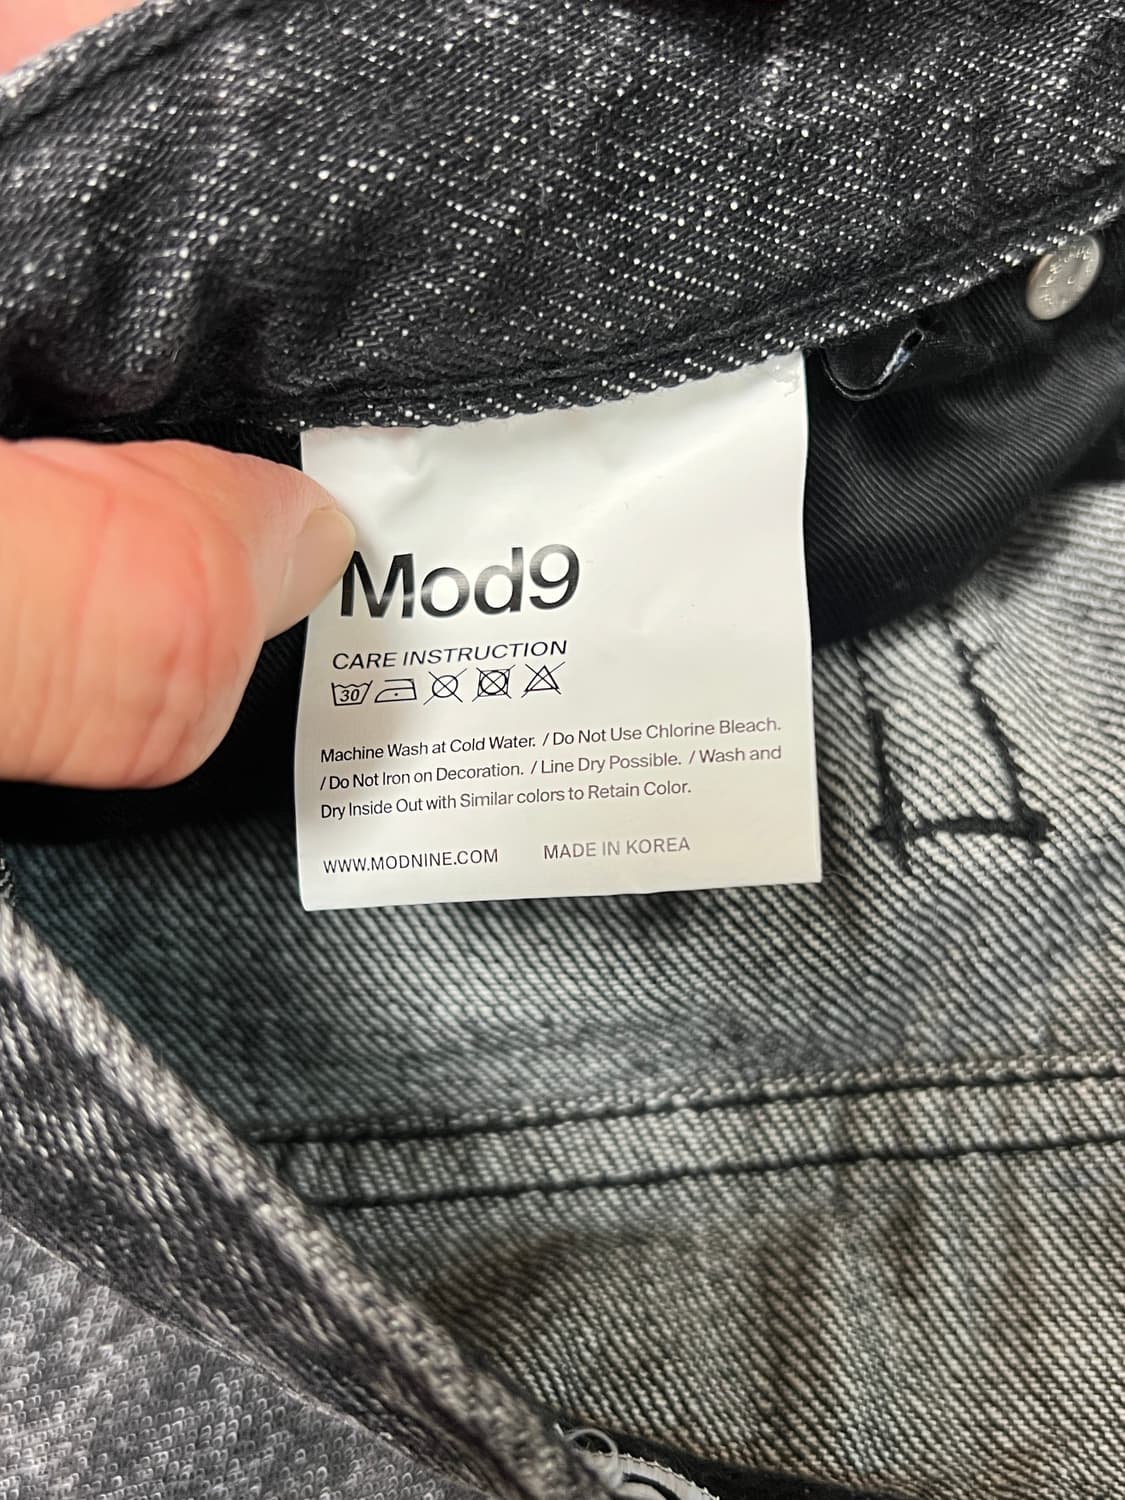 Mod9
CARE INSTRUCTION
30
Machine Wash at Cold Water. / Do Not Use Chlorine Bleach.
/ Do Not Iron on Decoration. / Line Dry Possible. / Wash and
Dry Inside Out with Similar colors to Retain Color.
WWW.MODNINE.COM MADE IN KOREA